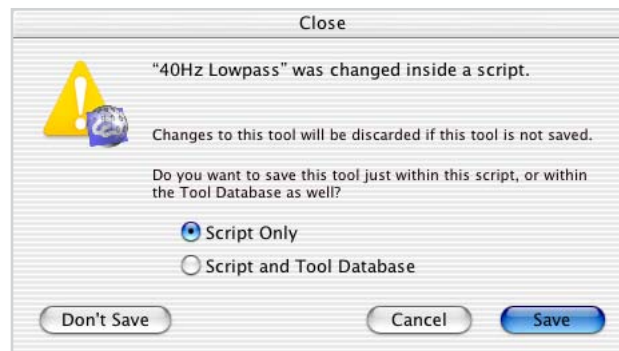 Close
“40Hz Lowpass” was changed inside a script.
Changes to this tool will be discarded if this tool is not saved.
Do you want to save this tool just within this script, or within
the Tool Database as well?
Script Only
Script and Tool Database
Don't Save
Cancel
Save